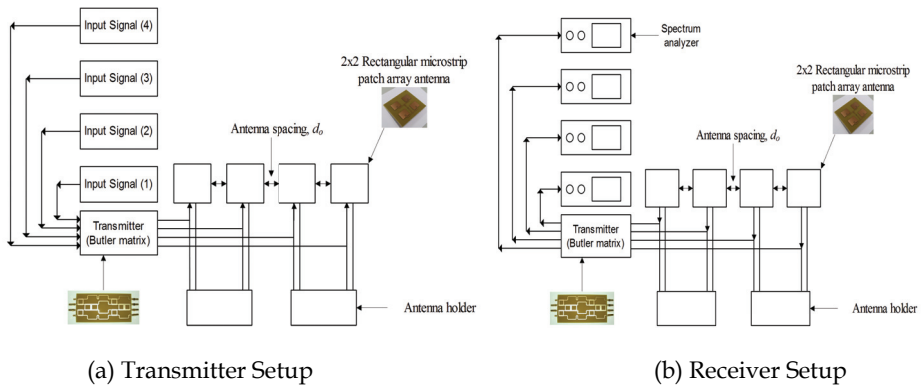 Input Signal (4)
Input Signal (3)
Input Signal (2)
Input Signal (1)
Transmitter
(Butler matrix)
2x2 Rectangular microstrip
patch array antenna
Antenna spacing, do
Antenna holder
(a) Transmitter Setup
Spectrum
analyzer
2x2 Rectangular microstrip
patch array antenna
Antenna spacing, do
Transmitter
(Butler matrix)
Antenna holder
(b) Receiver Setup